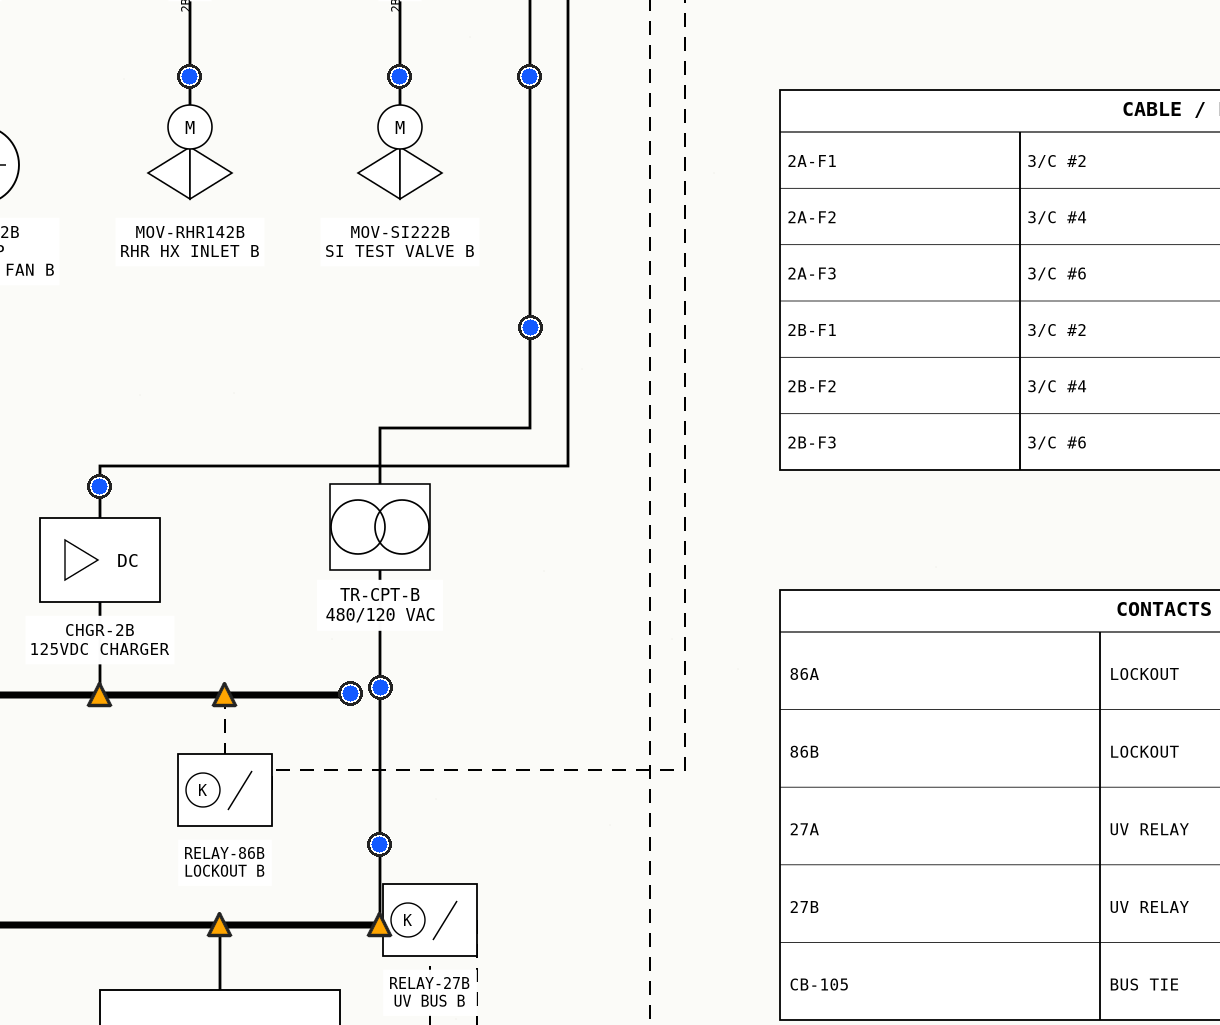 M
M
2B
FAN B
MOV-RHR142B
RHR HX INLET B
MOV-SI222B
SI TEST VALVE B
DC
CHGR-2B
125VDC CHARGER
TR-CPT-B
480/120 VAC
K
RELAY-86B
LOCKOUT B
K
RELAY-27B
UV BUS B
CABLE /
2A-F1 3/C #2
2A-F2 3/C #4
2A-F3 3/C #6
2B-F1 3/C #2
2B-F2 3/C #4
2B-F3 3/C #6
CONTACTS
86A LOCKOUT
86B LOCKOUT
27A UV RELAY
27B UV RELAY
CB-105 BUS TIE